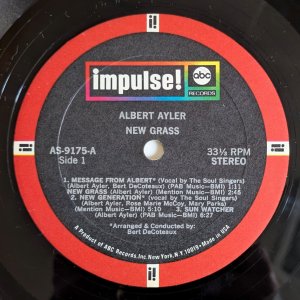 impulse!
abc
RECORDS
ALBERT AYLER
NEW GRASS
AS-9175-A
Side 1
33⅓ RPM
STEREO
1. MESSAGE FROM ALBERT* (Vocal by The Soul Singers)
(Albert Ayler, Bert DeCoteaux) (PAB Music—BMI) 1:11
NEW GRASS (Albert Ayler) (Mention Music—BMI) 2:45
2. NEW GENERATION* (Vocal by The Soul Singers)
(Albert Ayler, Rose Marie McCoy, Mary Parks)
(Mention Music—BMI) 5:10 3. SUN WATCHER
(Albert Ayler) (PAB Music—BMI) 6:27
*Arranged & Conducted by:
Bert DeCoteaux
A Product of ABC Records, Inc. New York, N.Y. 10019 • Made in USA